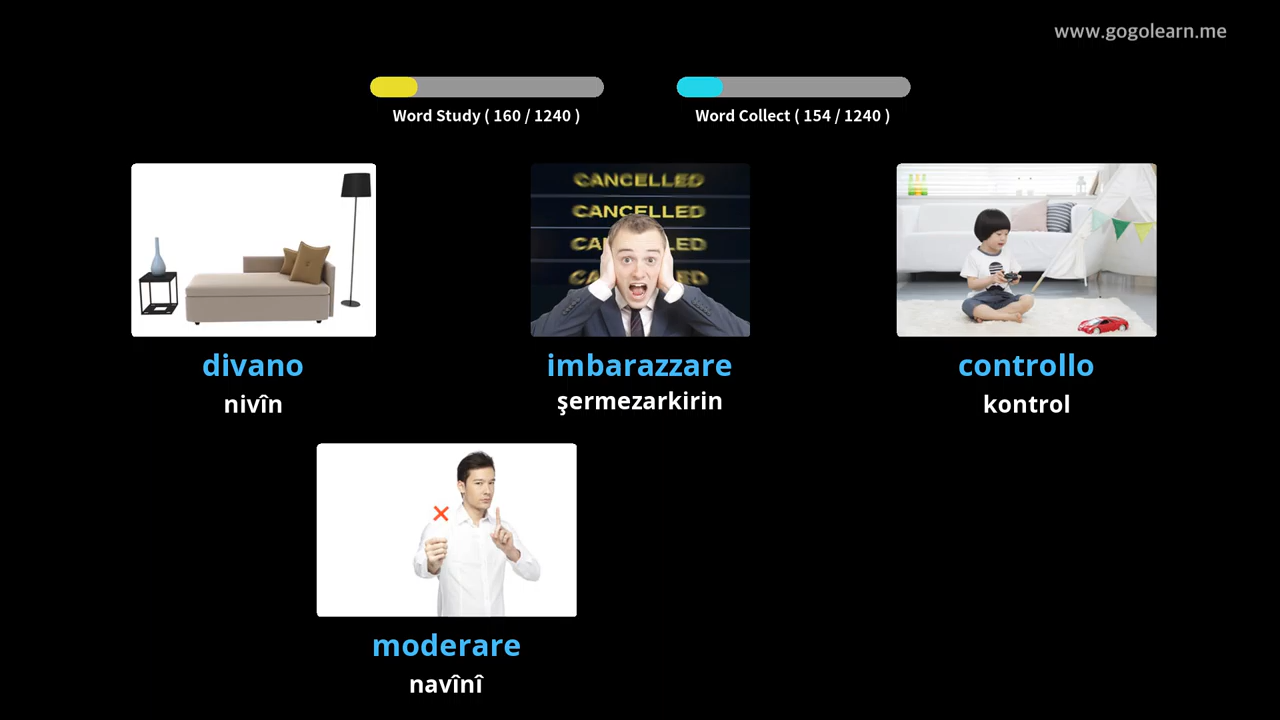 www.gogolearn.me
Word Study ( 160 / 1240 )
Word Collect ( 154 / 1240 )
CANCELLED
CANCELLED
divano
nivîn
imbarazzare
şermezarkirin
controllo
kontrol
moderare
navînî